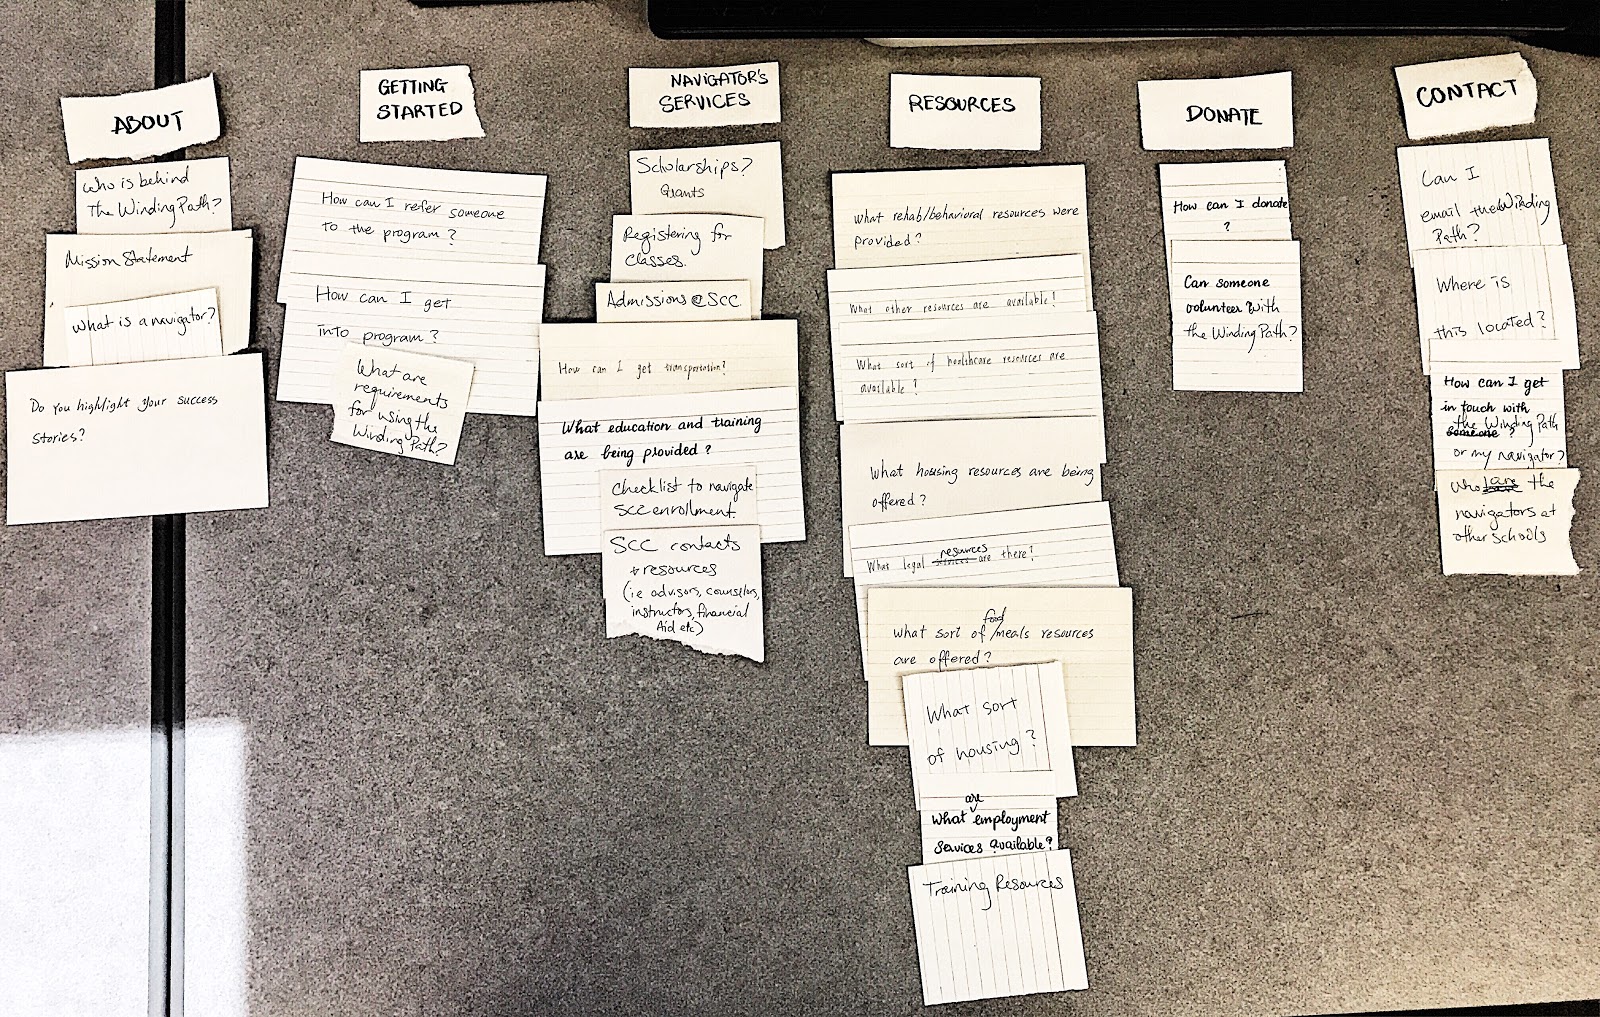 ABOUT
Who is behind
The Winding Path?
Mission Statement
What is a navigator?
Do you highlight your success
stories?
GETTING
STARTED
How can I refer someone
to the program?
How can I get
into program?
What are
requirements
for using the
Winding Path?
NAVIGATOR'S
SERVICES
Scholarships?
Grants
Registering for
classes.
Admissions @ SCC
How can I get transportation?
What education and training
are being provided?
Checklist to navigate
SCC enrollment.
SCC contacts
+ resources
(ie advisors, counselors,
instructors, financial
Aid etc)
RESOURCES
What rehab/behavioral resources were
provided?
What other resources are available!
What sort of healthcare resources are
available?
What housing resources are being
offered?
resources
What legal services are there?
food
what sort of /meals resources
are offered?
What sort
of housing?
are
What employment
services available?
Training Resources
DONATE
How can I donate
?
Can someone
volunteer with
the Winding Path?
CONTACT
Can I
email the Winding
Path?
Where is
this located?
How can I get
in touch with
the Winding Path
someone?
or my navigator?
Who are the
navigators at
other schools